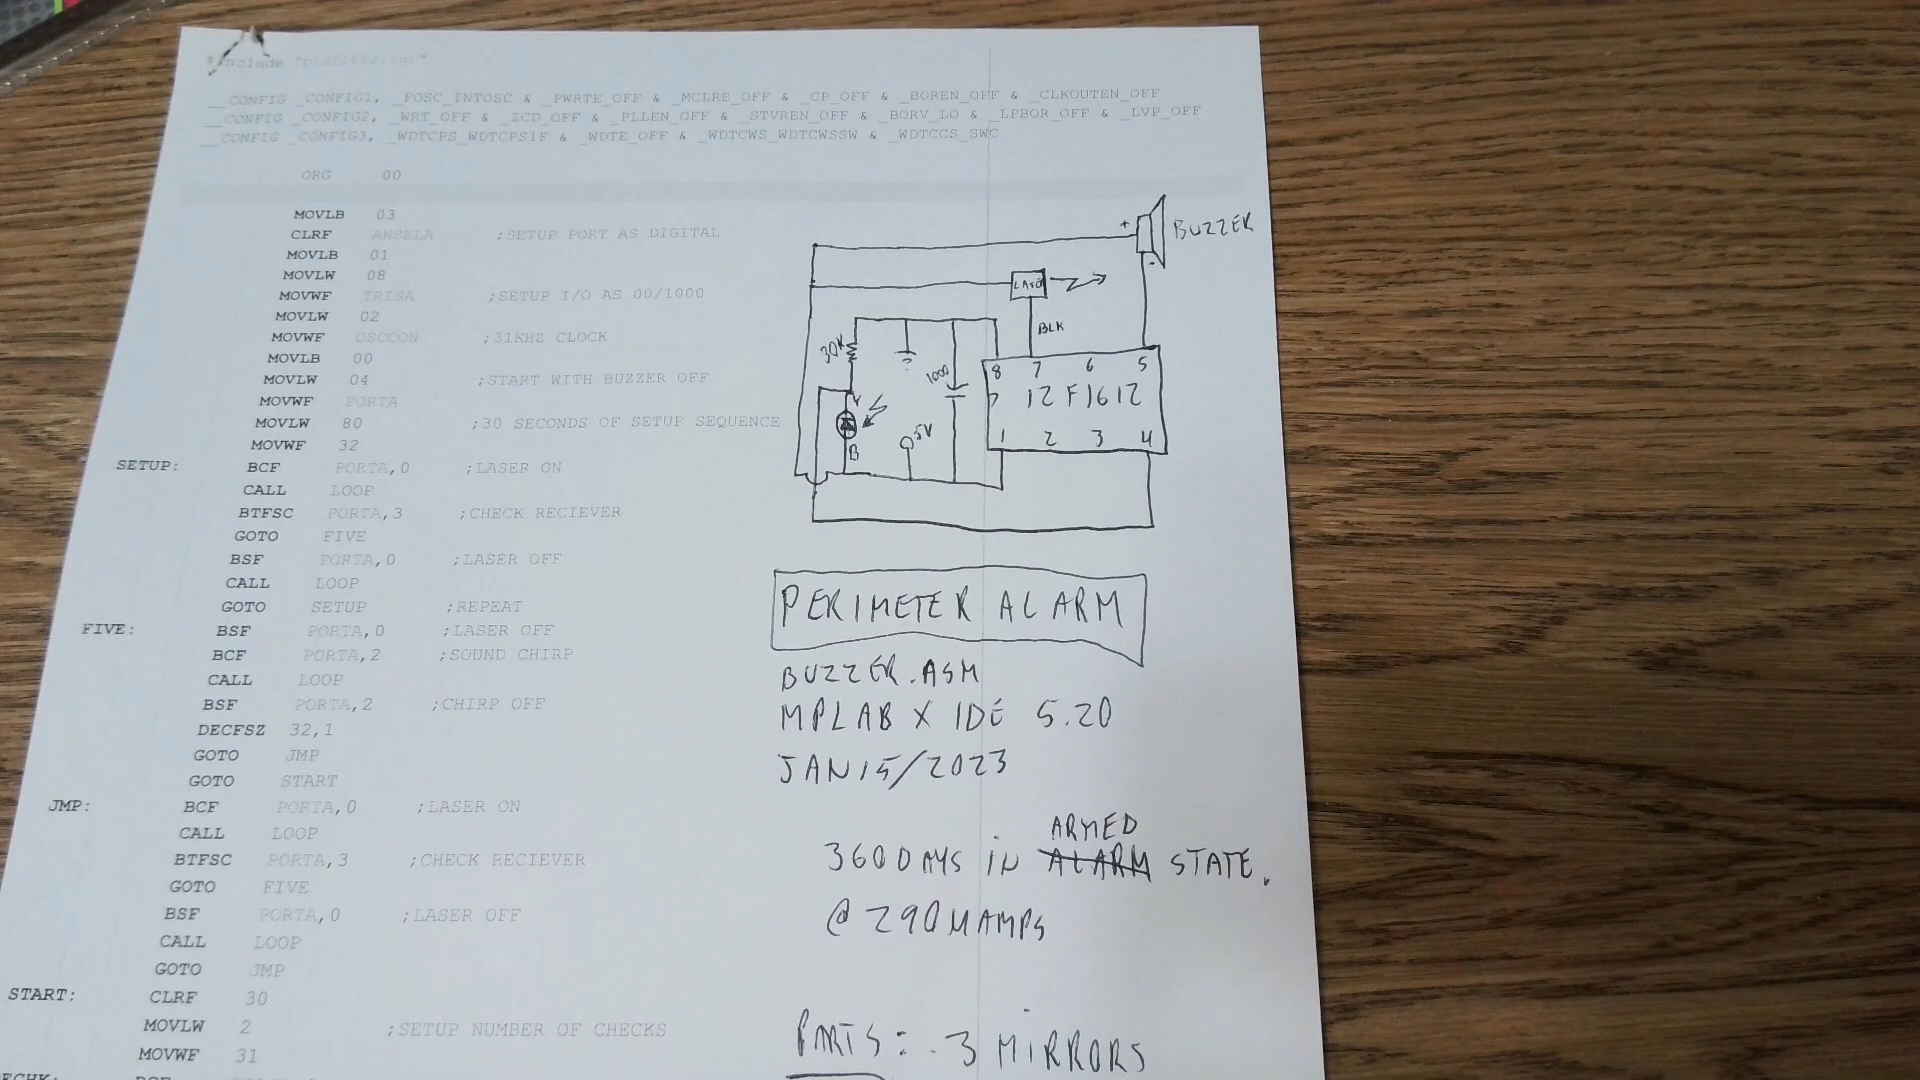 #include "p12f1612.inc"
__CONFIG _CONFIG1, _FOSC_INTOSC & _PWRTE_OFF & _MCLRE_OFF & _CP_OFF & _BOREN_OFF & _CLKOUTEN_OFF
__CONFIG _CONFIG2, _WRT_OFF & _ZCD_OFF & _PLLEN_OFF & _STVREN_OFF & _BORV_LO & _LPBOR_OFF & _LVP_OFF
__CONFIG _CONFIG3, _WDTCPS_WDTCPS1F & _WDTE_OFF & _WDTCWS_WDTCWSSW & _WDTCCS_SWC
ORG 00
MOVLB 03
CLRF ANSELA ;SETUP PORT AS DIGITAL
MOVLB 01
MOVLW 08
MOVWF TRISA ;SETUP I/O AS 00/1000
MOVLW 02
MOVWF OSCCON ;31KHZ CLOCK
MOVLB 00
MOVLW 04 ;START WITH BUZZER OFF
MOVWF PORTA
MOVLW 80 ;30 SECONDS OF SETUP SEQUENCE
MOVWF 32
SETUP: BCF PORTA,0 ;LASER ON
CALL LOOP
BTFSC PORTA,3 ;CHECK RECIEVER
GOTO FIVE
BSF PORTA,0 ;LASER OFF
CALL LOOP
GOTO SETUP ;REPEAT
FIVE: BSF PORTA,0 ;LASER OFF
BCF PORTA,2 ;SOUND CHIRP
CALL LOOP
BSF PORTA,2 ;CHIRP OFF
DECFSZ 32,1
GOTO JMP
GOTO START
JMP: BCF PORTA,0 ;LASER ON
CALL LOOP
BTFSC PORTA,3 ;CHECK RECIEVER
GOTO FIVE
BSF PORTA,0 ;LASER OFF
CALL LOOP
GOTO JMP
START: CLRF 30
MOVLW 2 ;SETUP NUMBER OF CHECKS
MOVWF 31
+ BUZZER
-
BLK
30K
1000
5V
B
8 7 6 5
12F1612
1 2 3 4
PERIMETER ALARM
BUZZER.ASM
MPLAB X IDE 5.20
JAN 15/2023
ARMED
360 DAYS IN ALARM STATE.
@ 290 UAMPS
PARTS: .3 MIRRORS